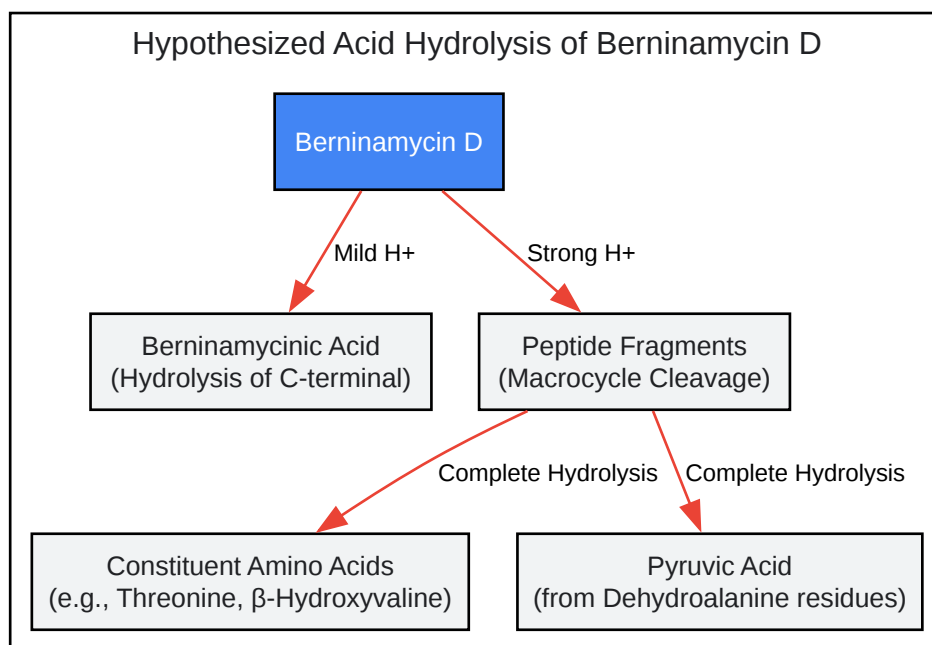 Hypothesized Acid Hydrolysis of Berninamycin D
Berninamycin D
Mild H+
Strong H+
Berninamycinic Acid
(Hydrolysis of C-terminal)
Peptide Fragments
(Macrocycle Cleavage)
Complete Hydrolysis
Complete Hydrolysis
Constituent Amino Acids
(e.g., Threonine, β-Hydroxyvaline)
Pyruvic Acid
(from Dehydroalanine residues)